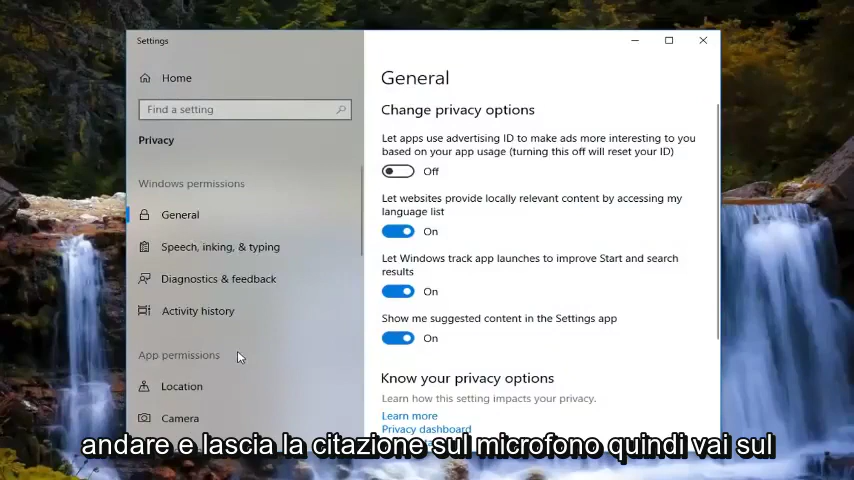 Settings
Home
Find a setting
Privacy
Windows permissions
General
Speech, inking, & typing
Diagnostics & feedback
Activity history
App permissions
Location
Camera
General
Change privacy options
Let apps use advertising ID to make ads more interesting to you
based on your app usage (turning this off will reset your ID)
Off
Let websites provide locally relevant content by accessing my
language list
On
Let Windows track app launches to improve Start and search
results
On
Show me suggested content in the Settings app
On
Know your privacy options
Learn how this setting impacts your privacy.
Learn more
Privacy dashboard
andare e lascia la citazione sul microfono quindi vai sul